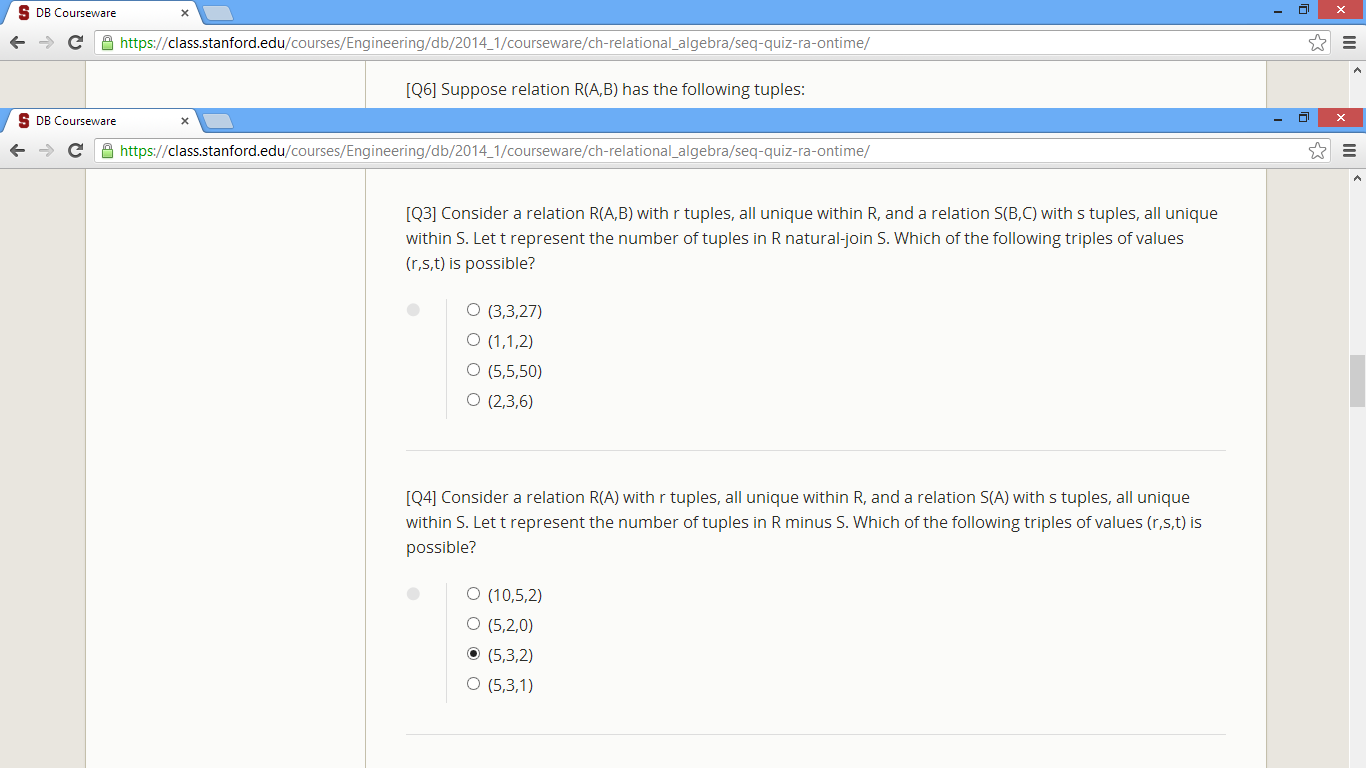 DB Courseware
https://class.stanford.edu/courses/Engineering/db/2014_1/courseware/ch-relational_algebra/seq-quiz-ra-ontime/
[Q6] Suppose relation R(A,B) has the following tuples:
DB Courseware
https://class.stanford.edu/courses/Engineering/db/2014_1/courseware/ch-relational_algebra/seq-quiz-ra-ontime/
[Q3] Consider a relation R(A,B) with r tuples, all unique within R, and a relation S(B,C) with s tuples, all unique
within S. Let t represent the number of tuples in R natural-join S. Which of the following triples of values
(r,s,t) is possible?
(3,3,27)
(1,1,2)
(5,5,50)
(2,3,6)
[Q4] Consider a relation R(A) with r tuples, all unique within R, and a relation S(A) with s tuples, all unique
within S. Let t represent the number of tuples in R minus S. Which of the following triples of values (r,s,t) is
possible?
(10,5,2)
(5,2,0)
(5,3,2)
(5,3,1)